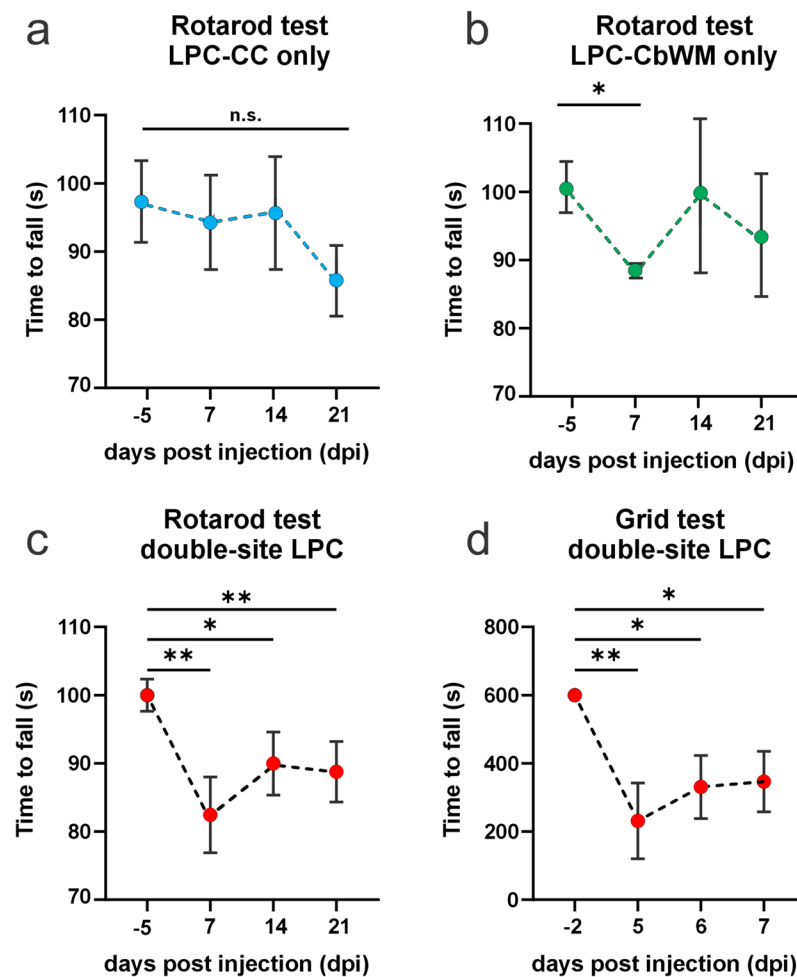 a
Rotarod test
LPC-CC only
n.s.
110
100
90
80
70
Time to fall (s)
-5 7 14 21
days post injection (dpi)
b
Rotarod test
LPC-CbWM only
*
110
100
90
80
70
Time to fall (s)
-5 7 14 21
days post injection (dpi)
c
Rotarod test
double-site LPC
**
*
**
110
100
90
80
70
Time to fall (s)
-5 7 14 21
days post injection (dpi)
d
Grid test
double-site LPC
*
*
**
800
600
400
200
0
Time to fall (s)
-2 5 6 7
days post injection (dpi)